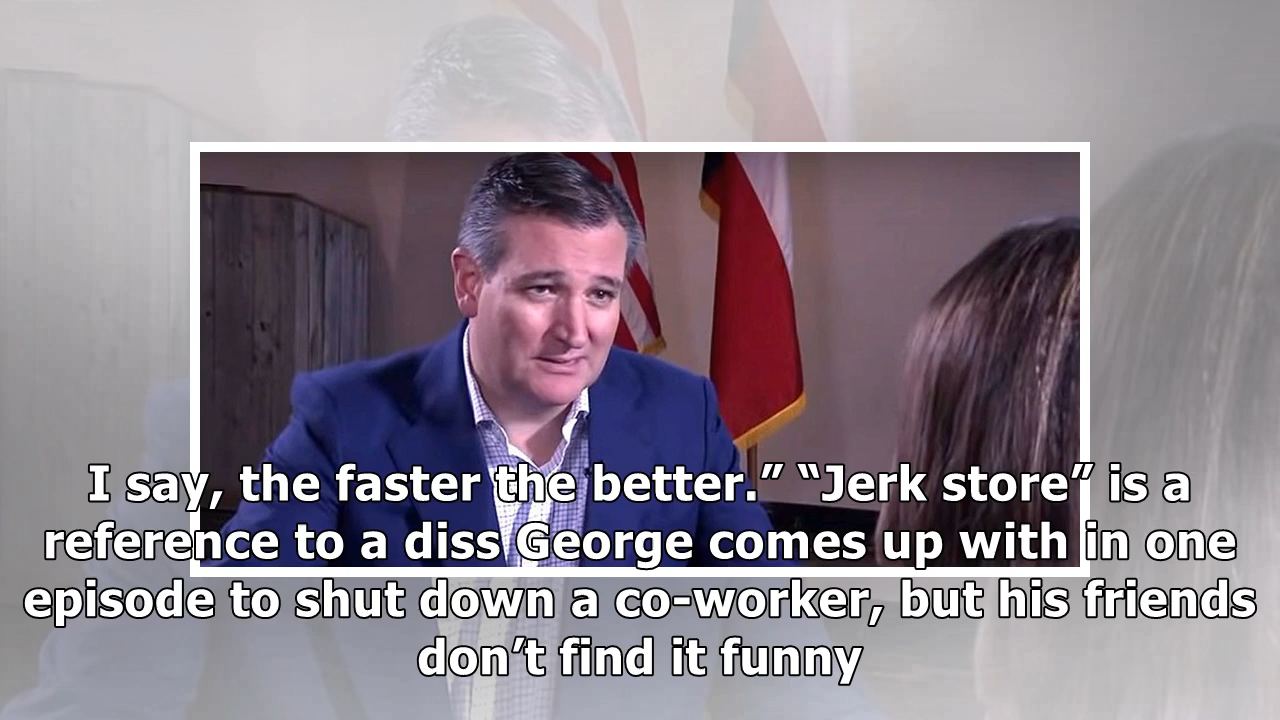 I say, the faster the better.” “Jerk store” is a
reference to a diss George comes up with in one
episode to shut down a co-worker, but his friends
don’t find it funny